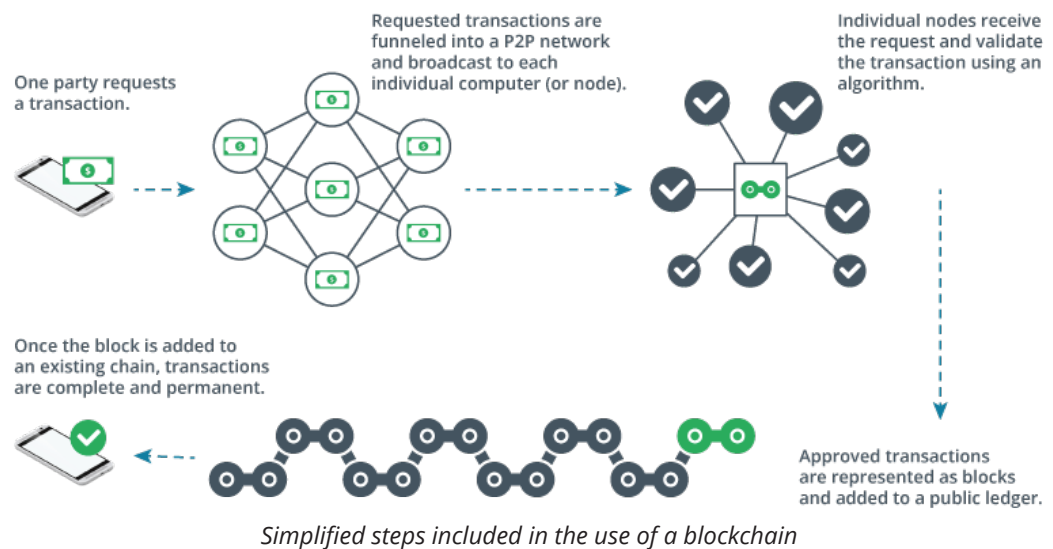 One party requests
a transaction.
Requested transactions are
funneled into a P2P network
and broadcast to each
individual computer (or node).
Individual nodes receive
the request and validate
the transaction using an
algorithm.
Approved transactions
are represented as blocks
and added to a public ledger.
Once the block is added to
an existing chain, transactions
are complete and permanent.
Simplified steps included in the use of a blockchain